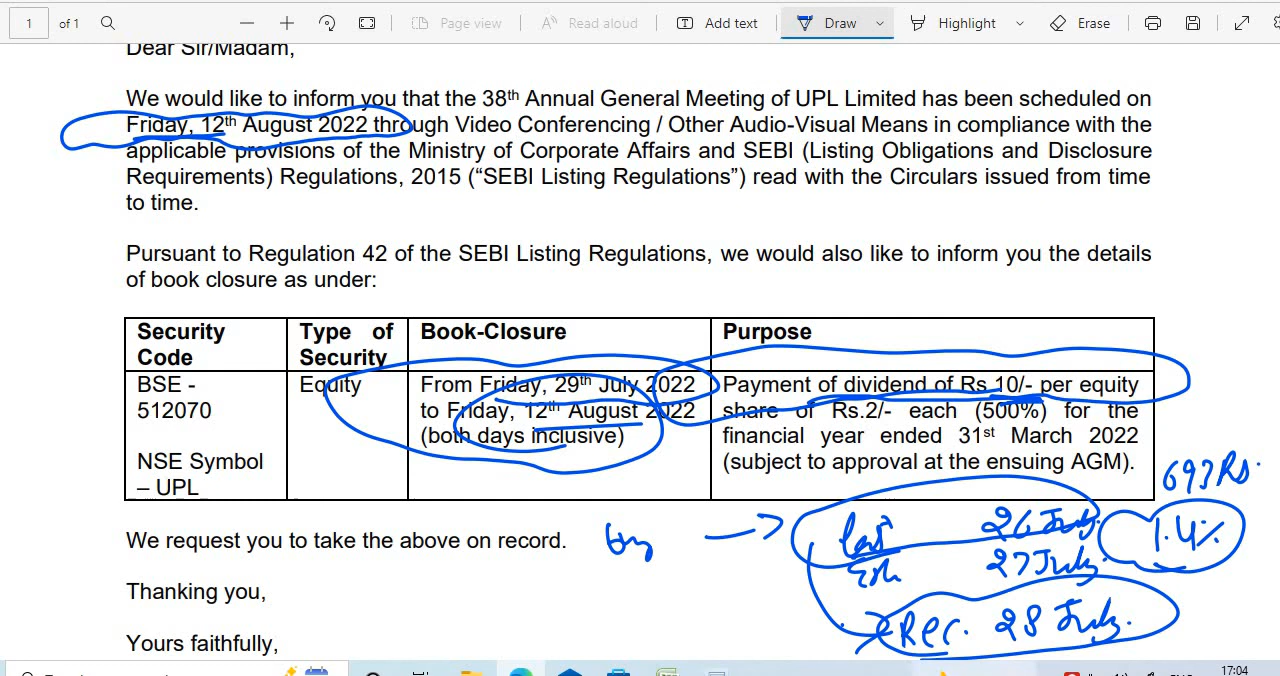 1 of 1 Page view Read aloud Add text Draw Highlight Erase
Dear Sir/Madam,
We would like to inform you that the 38th Annual General Meeting of UPL Limited has been scheduled on
Friday, 12th August 2022 through Video Conferencing / Other Audio-Visual Means in compliance with the
applicable provisions of the Ministry of Corporate Affairs and SEBI (Listing Obligations and Disclosure
Requirements) Regulations, 2015 (“SEBI Listing Regulations”) read with the Circulars issued from time
to time.
Pursuant to Regulation 42 of the SEBI Listing Regulations, we would also like to inform you the details
of book closure as under:
Security Code
Type of Security
Book-Closure
Purpose
BSE -
512070
NSE Symbol
– UPL
Equity
From Friday, 29th July 2022
to Friday, 12th August 2022
(both days inclusive)
Payment of dividend of Rs.10/- per equity
share of Rs.2/- each (500%) for the
financial year ended 31st March 2022
(subject to approval at the ensuing AGM).
693 Rs.
1.4%
We request you to take the above on record.
buy
last 26 July.
27 July.
Rec. 28 July.
Thanking you,
Yours faithfully,
17:04